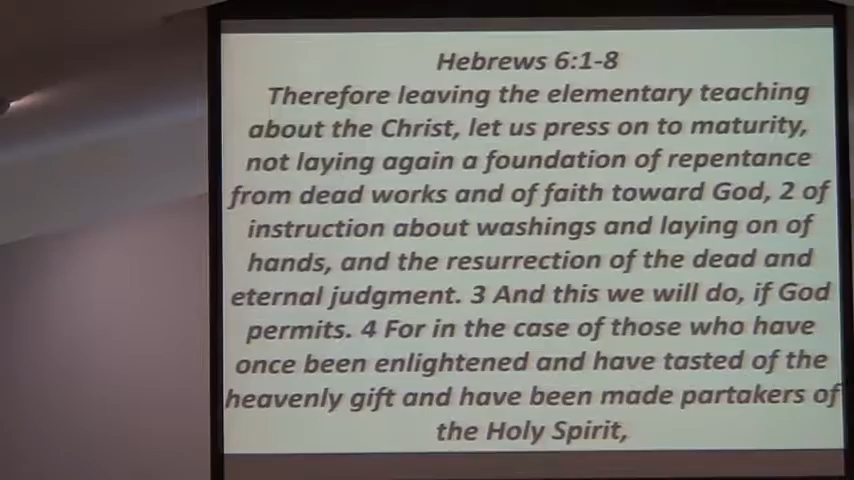 Hebrews 6:1-8
Therefore leaving the elementary teaching
about the Christ, let us press on to maturity,
not laying again a foundation of repentance
from dead works and of faith toward God, 2 of
instruction about washings and laying on of
hands, and the resurrection of the dead and
eternal judgment. 3 And this we will do, if God
permits. 4 For in the case of those who have
once been enlightened and have tasted of the
heavenly gift and have been made partakers of
the Holy Spirit,